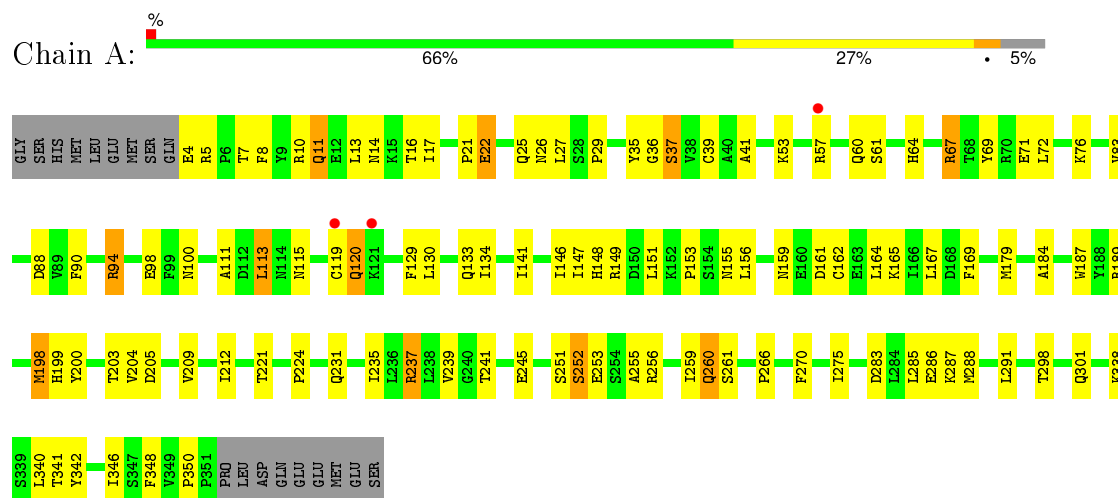 %
Chain A:
66% 27% • 5%
GLY SER HIS MET LEU GLU MET SER GLN E4 R5 P6 T7 F8 Y9 R10 Q11 E12 L13 N14 K15 T16 I17 P21 E22 Q25 N26 L27 S28 P29 Y35 G36 S37 V38 C39 A40 A41 K53 R57 Q60 S61 H64 R67 T68 Y69 R70 E71 L72 K76 V83
D88 V89 F90 R94 E98 F99 N100 A111 D112 L113 N114 N115 C119 Q120 K121 F129 L130 Q133 I134 I141 I146 I147 H148 R149 D150 L151 K152 P153 S154 N155 L156 N159 E160 D161 C162 E163 L164 K165 I166 L167 D168 F169 M179 A184 W187 Y188 R189
M198 H199 Y200 T203 V204 D205 V209 I212 T221 P224 Q231 I235 L236 R237 L238 V239 G240 T241 E245 S251 S252 E253 S254 A255 R256 I259 Q260 S261 P266 F270 I275 D283 L284 L285 E286 K287 M288 L291 T298 Q301 K338
S339 L340 T341 Y342 I346 S347 F348 V349 P350 P351 PRO LEU ASP GLN GLU GLU MET GLU SER